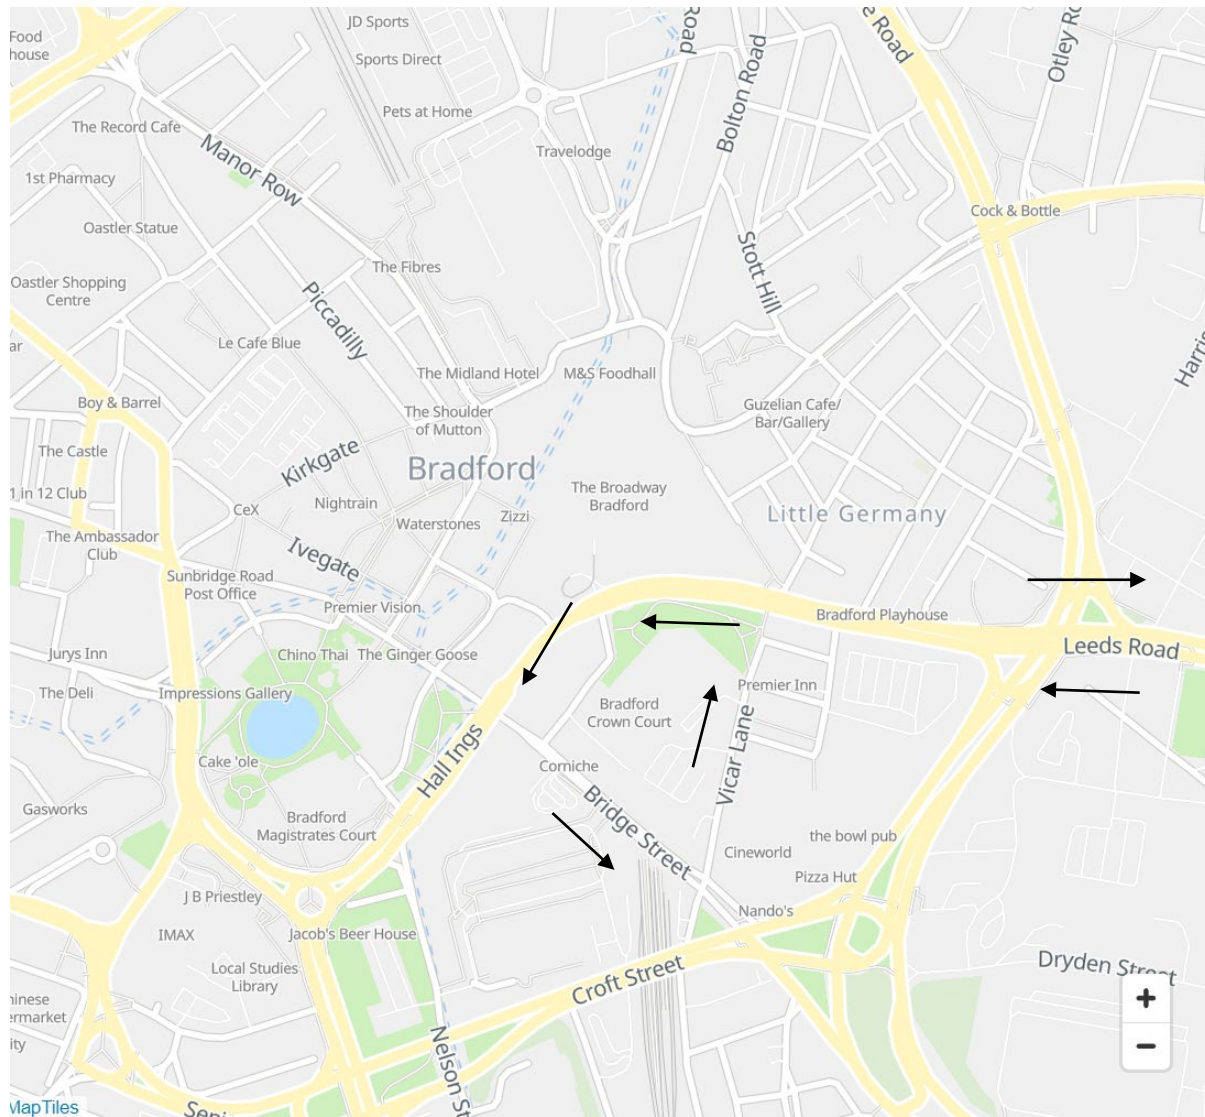 JD Sports
Road
e Road
Food
house
Otley Ro
Sports Direct
Bolton Road
Pets at Home
The Record Cafe
Travelodge
Manor Row
1st Pharmacy
Cock & Bottle
Oastler Statue
Stott Hill
The Fibres
Oastler Shopping
Centre
Piccadilly
Harris
Le Cafe Blue
ar
The Midland Hotel
M&S Foodhall
Boy & Barrel
The Shoulder
of Mutton
Guzelian Cafe/
Bar/Gallery
The Castle
Kirkgate
Bradford
1 in 12 Club
Nightrain
CeX
The Broadway
Bradford
Waterstones
Zizzi
Little Germany
The Ambassador
Club
Ivegate
Sunbridge Road
Post Office
Premier Vision
Bradford Playhouse
Leeds Road
Jurys Inn
Chino Thai
The Ginger Goose
The Deli
Impressions Gallery
Premier Inn
Bradford
Crown Court
Vicar Lane
Hall Ings
Cake 'ole
Corniche
Gasworks
Bradford
Magistrates Court
Bridge Street
the bowl pub
Cineworld
Pizza Hut
J B Priestley
Nando's
IMAX
Jacob's Beer House
Local Studies
Library
Croft Street
Dryden Street
hinese
ermarket
ity
+
−
Nelson St
MapTiles
Seni